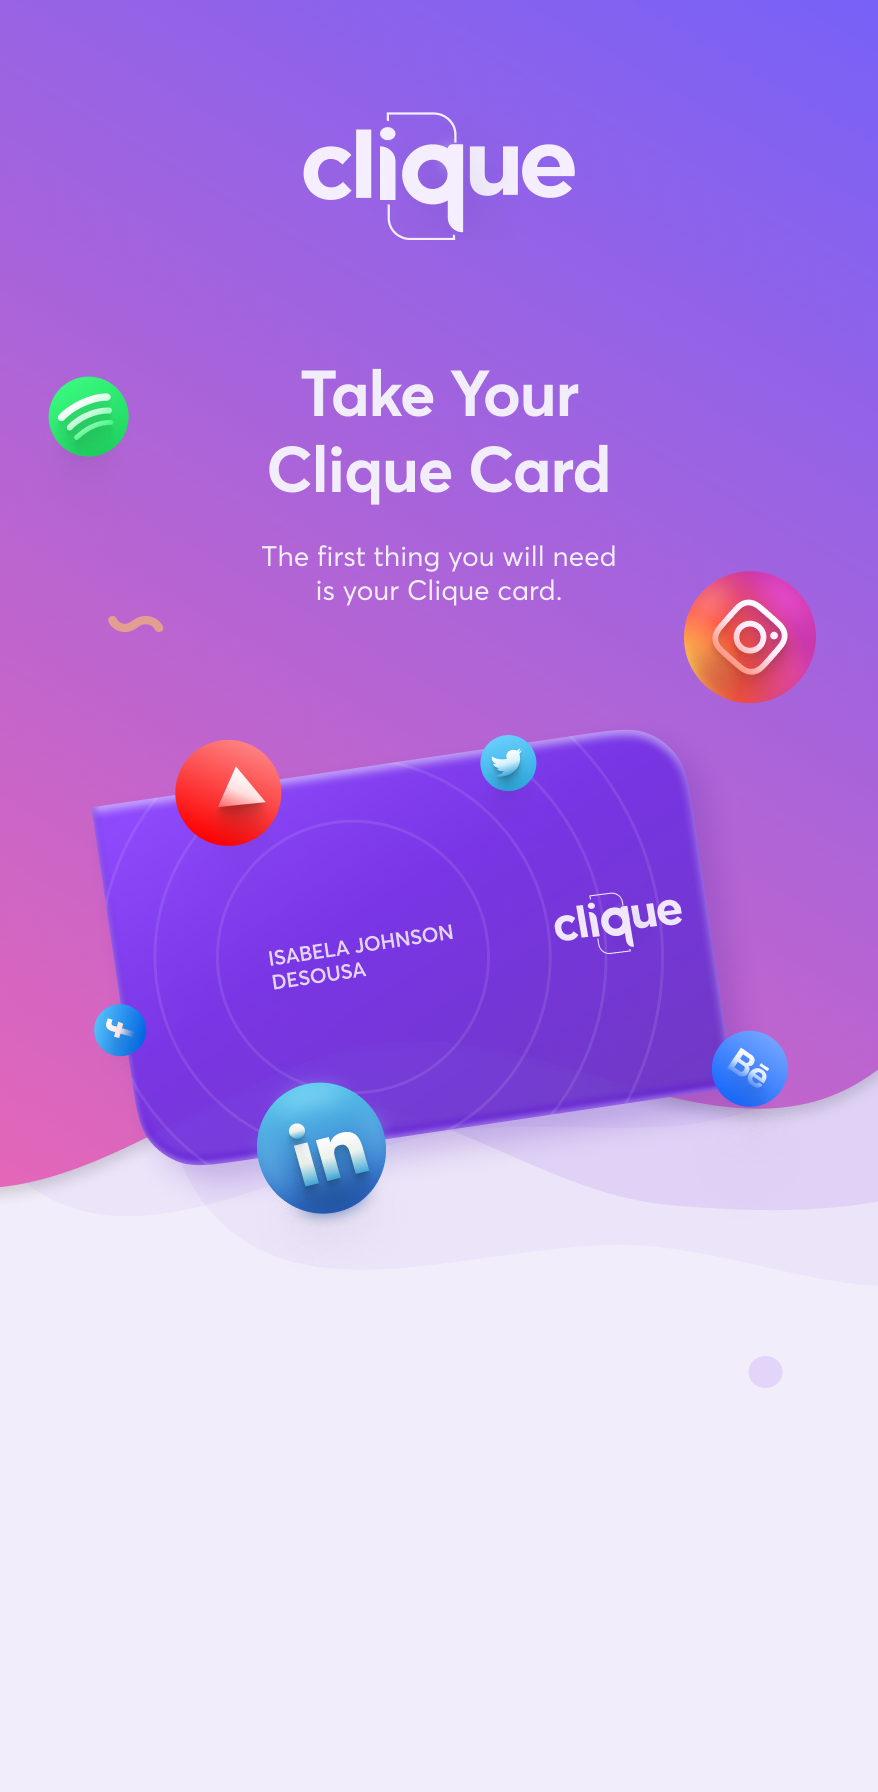 clique
Take Your
Clique Card
The first thing you will need
is your Clique card.
ISABELA JOHNSON
DESOUSA
clique
Bē
in